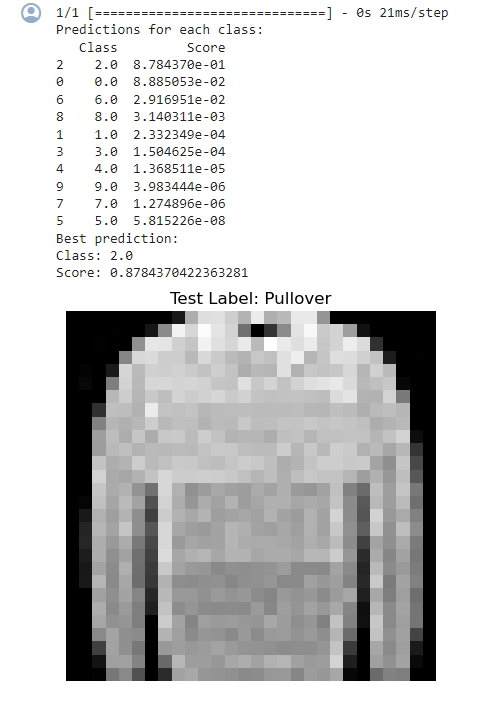 1/1 [==============================] - 0s 21ms/step
Predictions for each class:
   Class         Score
2    2.0  8.784370e-01
0    0.0  8.885053e-02
6    6.0  2.916951e-02
8    8.0  3.140311e-03
1    1.0  2.332349e-04
3    3.0  1.504625e-04
4    4.0  1.368511e-05
9    9.0  3.983444e-06
7    7.0  1.274896e-06
5    5.0  5.815226e-08
Best prediction:
Class: 2.0
Score: 0.8784370422363281
Test Label: Pullover